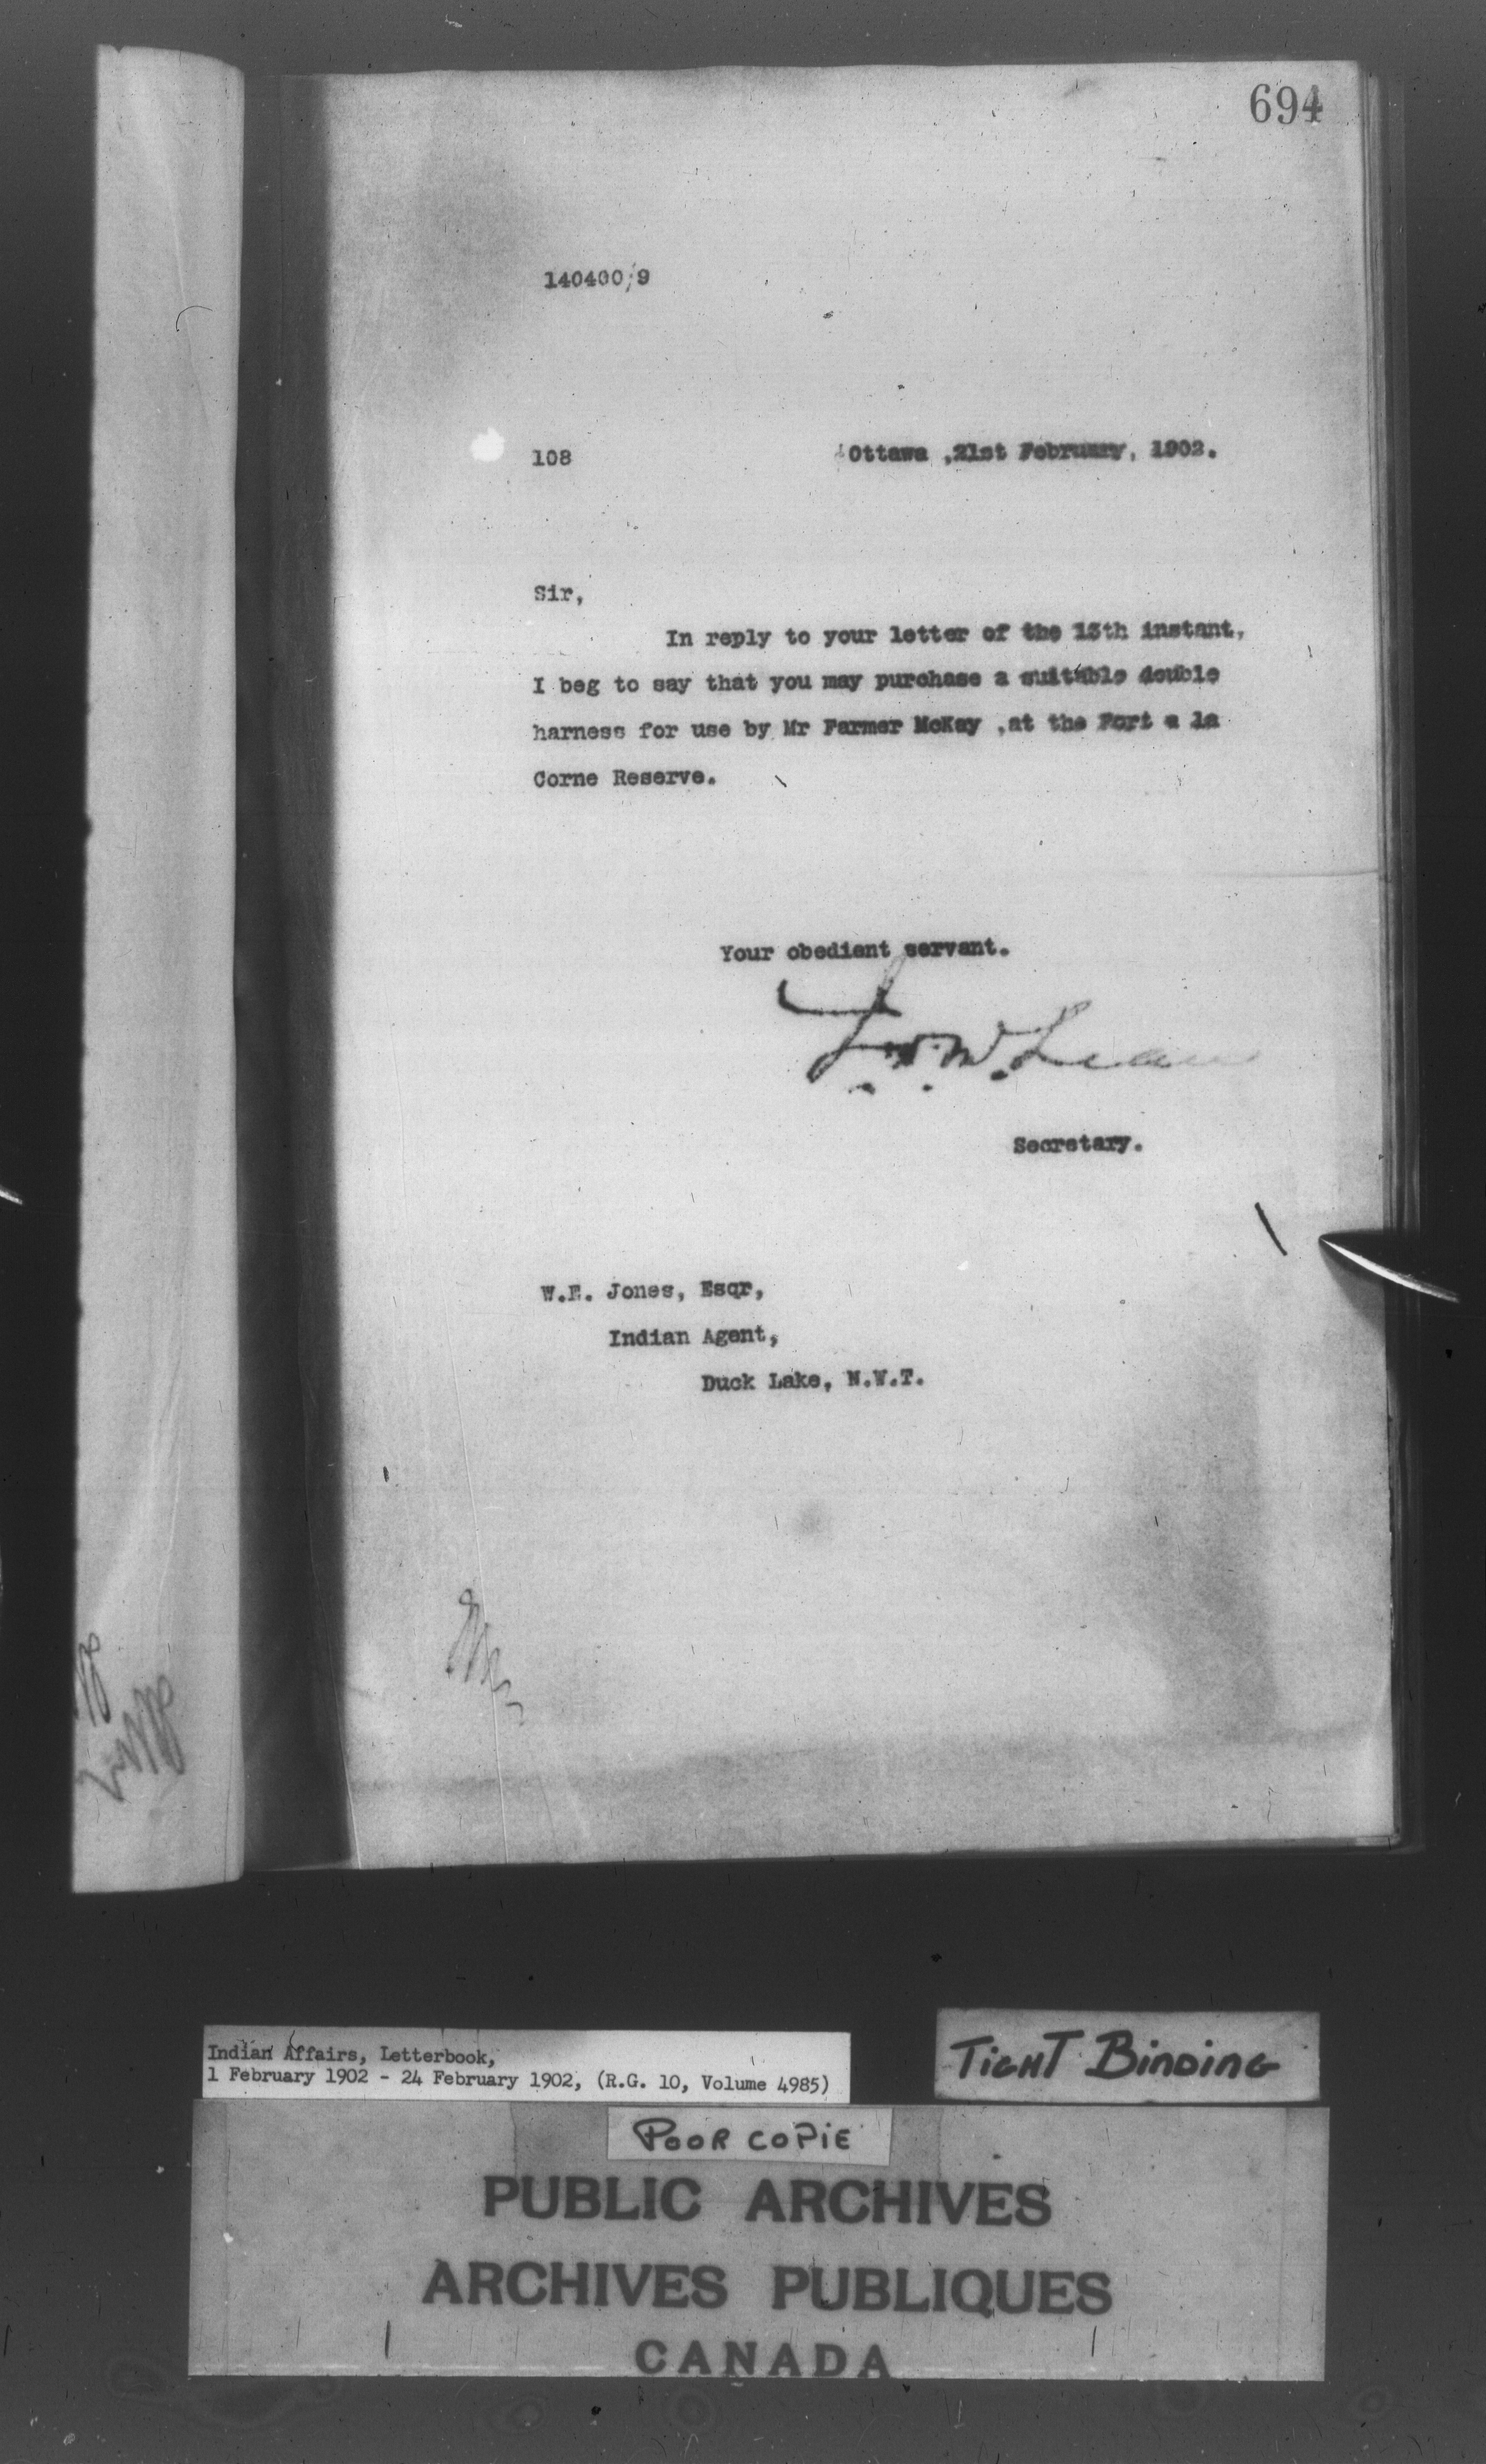 694
140400/9
108 Ottawa ,21st February, 1902.
Sir,
In reply to your letter of the 13th instant,
I beg to say that you may purchase a suitable double
harness for use by Mr Farmer McKay ,at the Fort a la
Corne Reserve.
Your obedient servant.
Secretary.
W.E. Jones, Esqr,
Indian Agent,
Duck Lake, N.W.T.
Indian Affairs, Letterbook,
1 February 1902 - 24 February 1902, (R.G. 10, Volume 4985)
TIGHT BINDING
POOR COPIE
PUBLIC ARCHIVES
ARCHIVES PUBLIQUES
CANADA